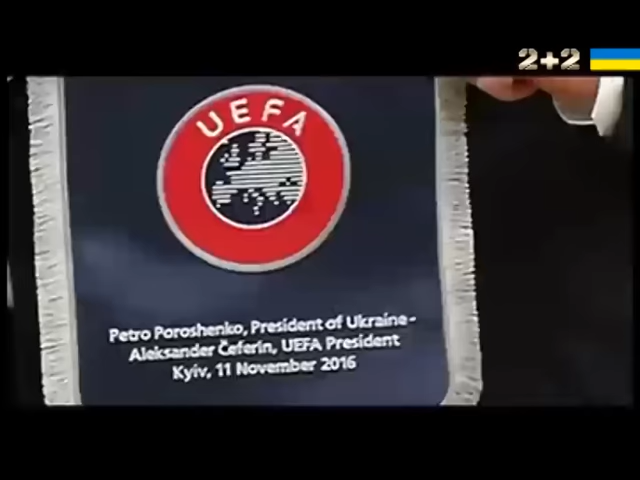 2+2
UEFA
Petro Poroshenko, President of Ukraine-
Aleksander Čeferin, UEFA President
Kyiv, 11 November 2016